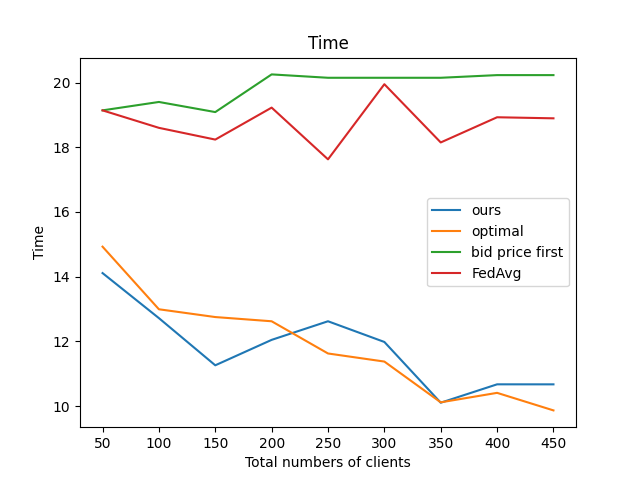 Time
20
18
16
14
12
10
Time
ours
optimal
bid price first
FedAvg
50 100 150 200 250 300 350 400 450
Total numbers of clients